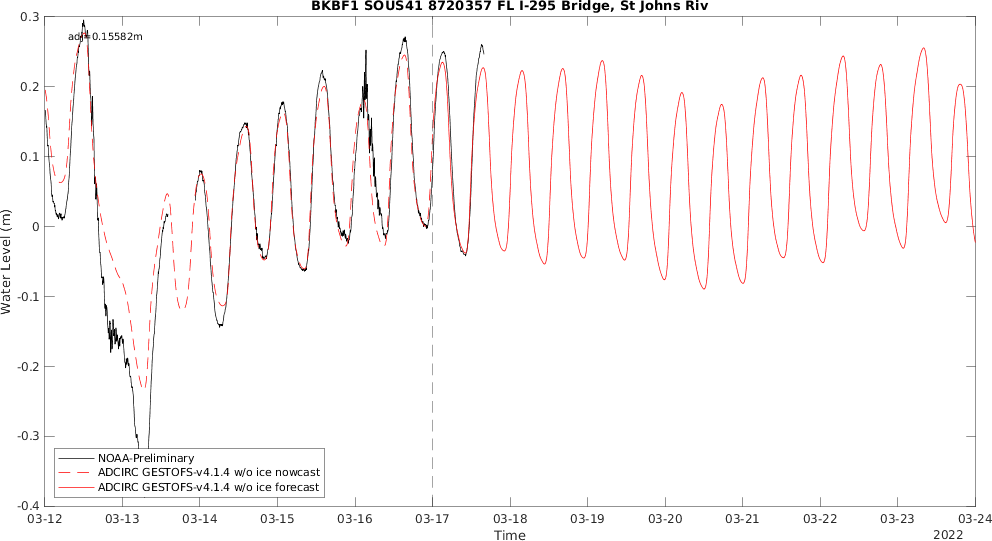 BKBF1 SOUS41 8720357 FL I-295 Bridge, St Johns Riv
0.3
adj=0.15582m
0.2
0.1
0
-0.1
-0.2
-0.3
-0.4
Water Level (m)
NOAA-Preliminary
ADCIRC GESTOFS-v4.1.4 w/o ice nowcast
ADCIRC GESTOFS-v4.1.4 w/o ice forecast
03-12 03-13 03-14 03-15 03-16 03-17 03-18 03-19 03-20 03-21 03-22 03-23 03-24
Time
2022